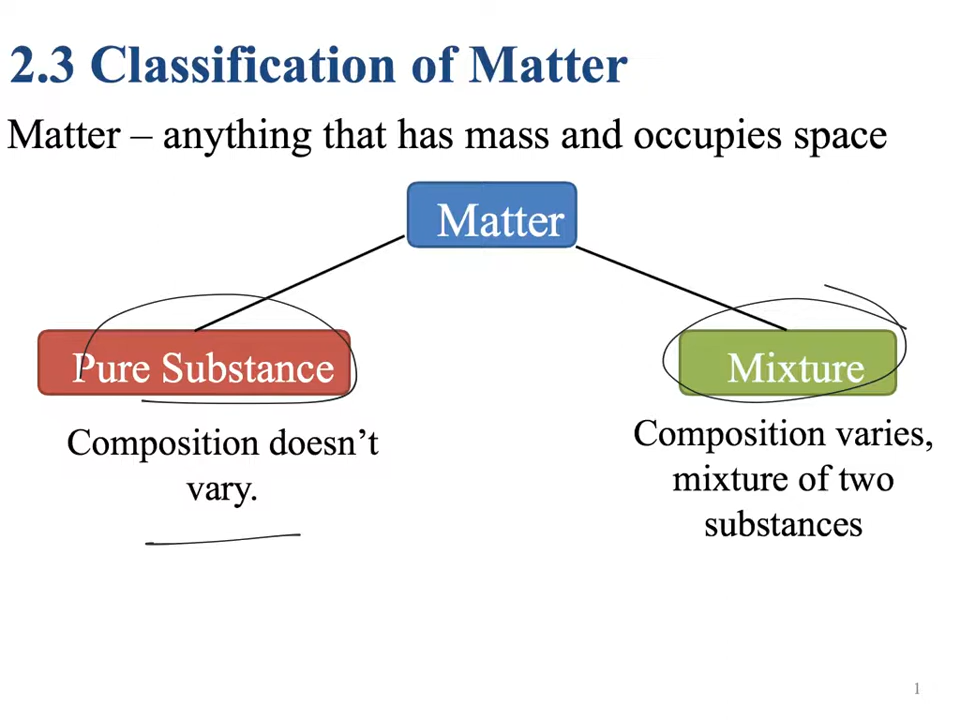 2.3 Classification of Matter
Matter – anything that has mass and occupies space
Matter
Pure Substance
Mixture
Composition doesn’t
vary.
Composition varies,
mixture of two
substances
1